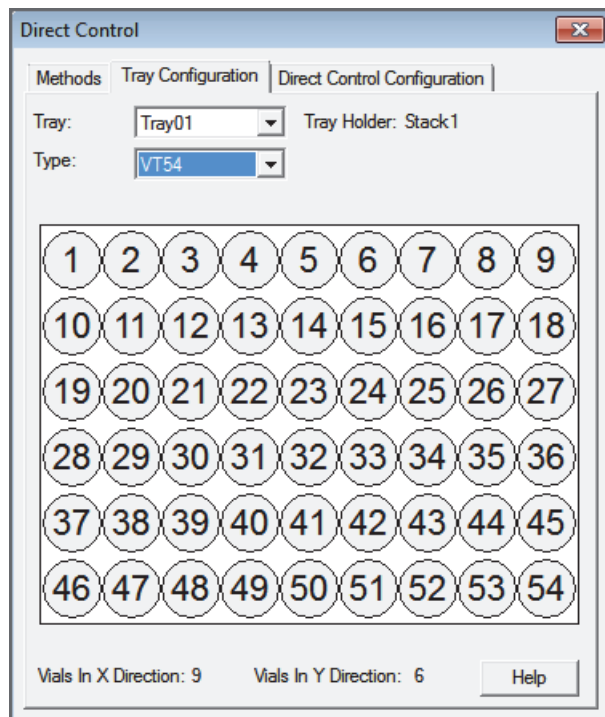 Direct Control
Methods Tray Configuration Direct Control Configuration
Tray: Tray01 Tray Holder: Stack1
Type: VT54
1 2 3 4 5 6 7 8 9
10 11 12 13 14 15 16 17 18
19 20 21 22 23 24 25 26 27
28 29 30 31 32 33 34 35 36
37 38 39 40 41 42 43 44 45
46 47 48 49 50 51 52 53 54
Vials In X Direction: 9 Vials In Y Direction: 6 Help